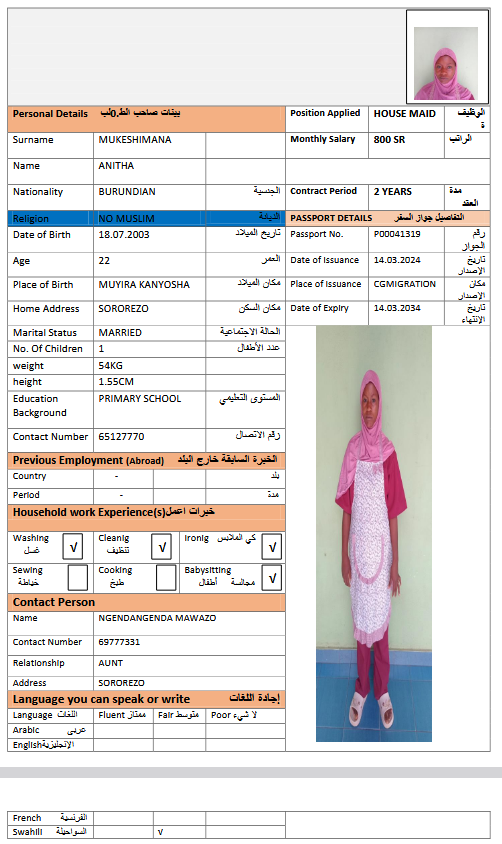 Personal Details بينات صاحب الط.0لب
Surname MUKESHIMANA
Name ANITHA
Nationality BURUNDIAN الجنسية
Religion NO MUSLIM الديانة
Date of Birth 18.07.2003 تاريخ الميلاد
Age 22 العمر
Place of Birth MUYIRA KANYOSHA مكان الميلاد
Home Address SOROREZO مكان السكن
Marital Status MARRIED الحالة الاجتماعية
No. Of Children 1 عدد الأطفال
weight 54KG
height 1.55CM
Education Background PRIMARY SCHOOL المستوى التعليمي
Contact Number 65127770 رقم الاتصال
Previous Employment (Abroad) الخبرة السابقة خارج البلد
Country - بلد
Period - مدة
Household work Experience(s) خبرات اعمل
Washing غسل √ Cleanig تنظيف √ Ironig كي الملابس √
Sewing خياطة Cooking طبخ Babysitting مجالسة أطفال √
Contact Person
Name NGENDANGENDA MAWAZO
Contact Number 69777331
Relationship AUNT
Address SOROREZO
Language you can speak or write إجادة اللغات
Language اللغات Fluent ممتاز Fair متوسط Poor لا شيء
Arabic عربى
English الإنجليزية
French الفرنسية
Swahili السواحيلة √
Position Applied HOUSE MAID الوظيفة
Monthly Salary 800 SR الراتب
Contract Period 2 YEARS مدة العقد
PASSPORT DETAILS التفاصيل جواز السفر
Passport No. P00041319 رقم الجواز
Date of Issuance 14.03.2024 تاريخ الإصدار
Place of Issuance CGMIGRATION مكان الإصدار
Date of Expiry 14.03.2034 تاريخ الإنتهاء